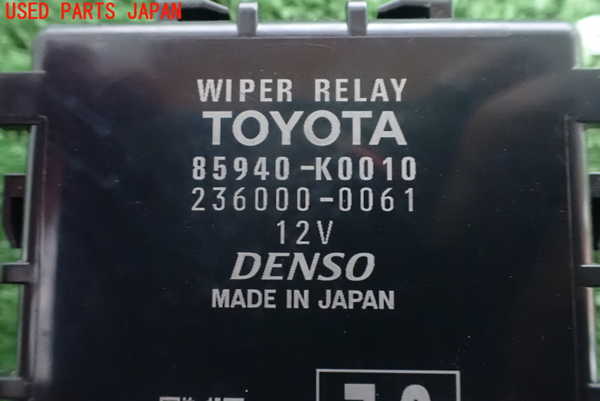 USED PARTS JAPAN
WIPER RELAY
TOYOTA
85940-K0010
236000-0061
12V
DENSO
MADE IN JAPAN